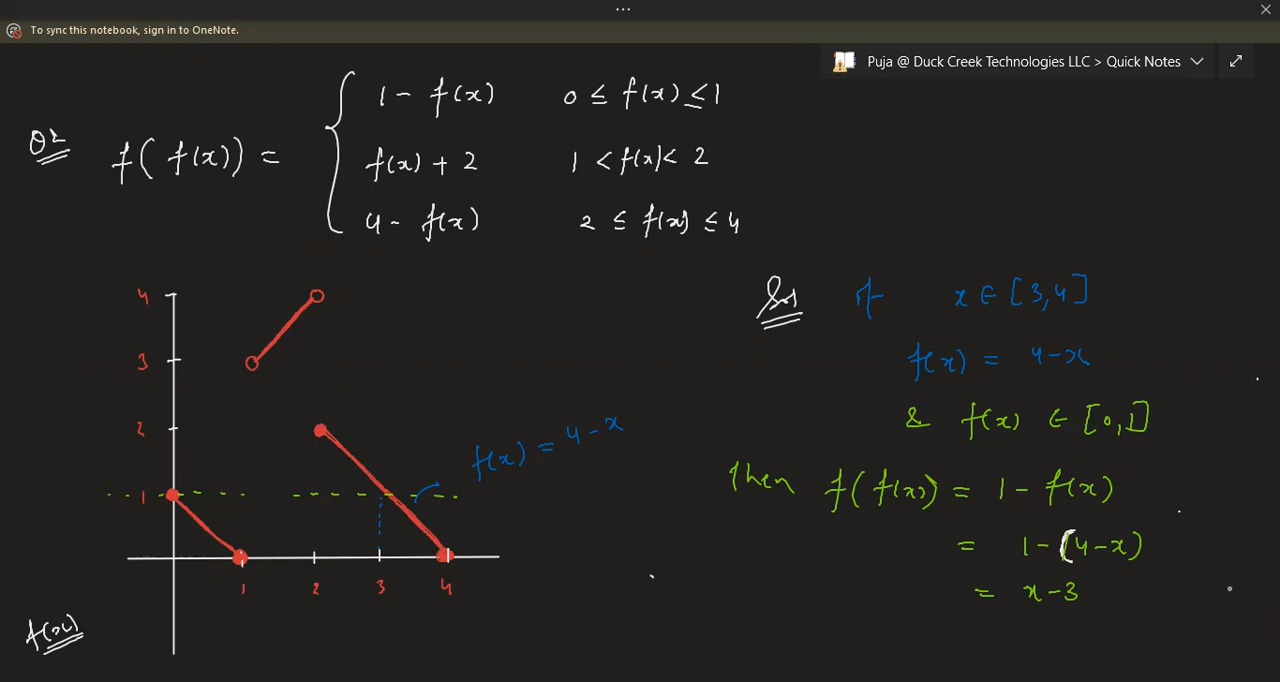 To sync this notebook, sign in to OneNote.
Puja @ Duck Creek Technologies LLC > Quick Notes
Q2
f( f(x)) =
1 - f(x) 0 ≤ f(x) ≤ 1
f(x) + 2 1 < f(x) < 2
4 - f(x) 2 ≤ f(x) ≤ 4
4
3
2
1
1 2 3 4
f(x) = 4 - x
f(x)
Sol if x ∈ [3,4]
f(x) = 4-x
& f(x) ∈ [0,1]
then f( f(x)) = 1 - f(x)
= 1 - (4-x)
= x-3